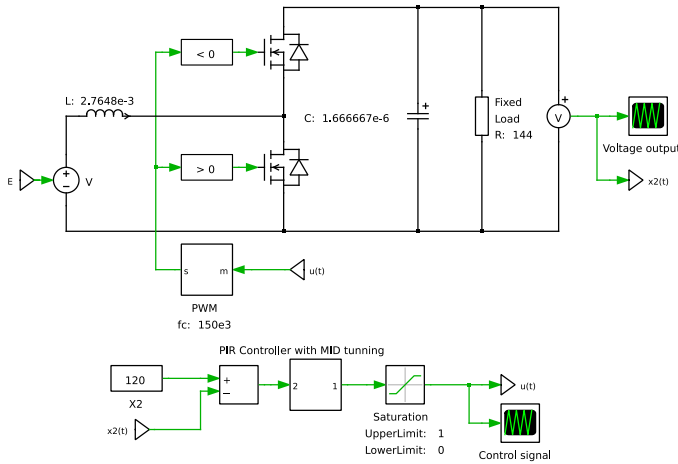 < 0
L: 2.7648e-3
C: 1.666667e-6
Fixed
Load
R: 144
+
V
Voltage output
> 0
E
+
−
V
x2(t)
s
m
u(t)
PWM
fc: 150e3
PIR Controller with MID tunning
120
+
−
2
1
u(t)
X2
x2(t)
Saturation
UpperLimit: 1
LowerLimit: 0
Control signal
+